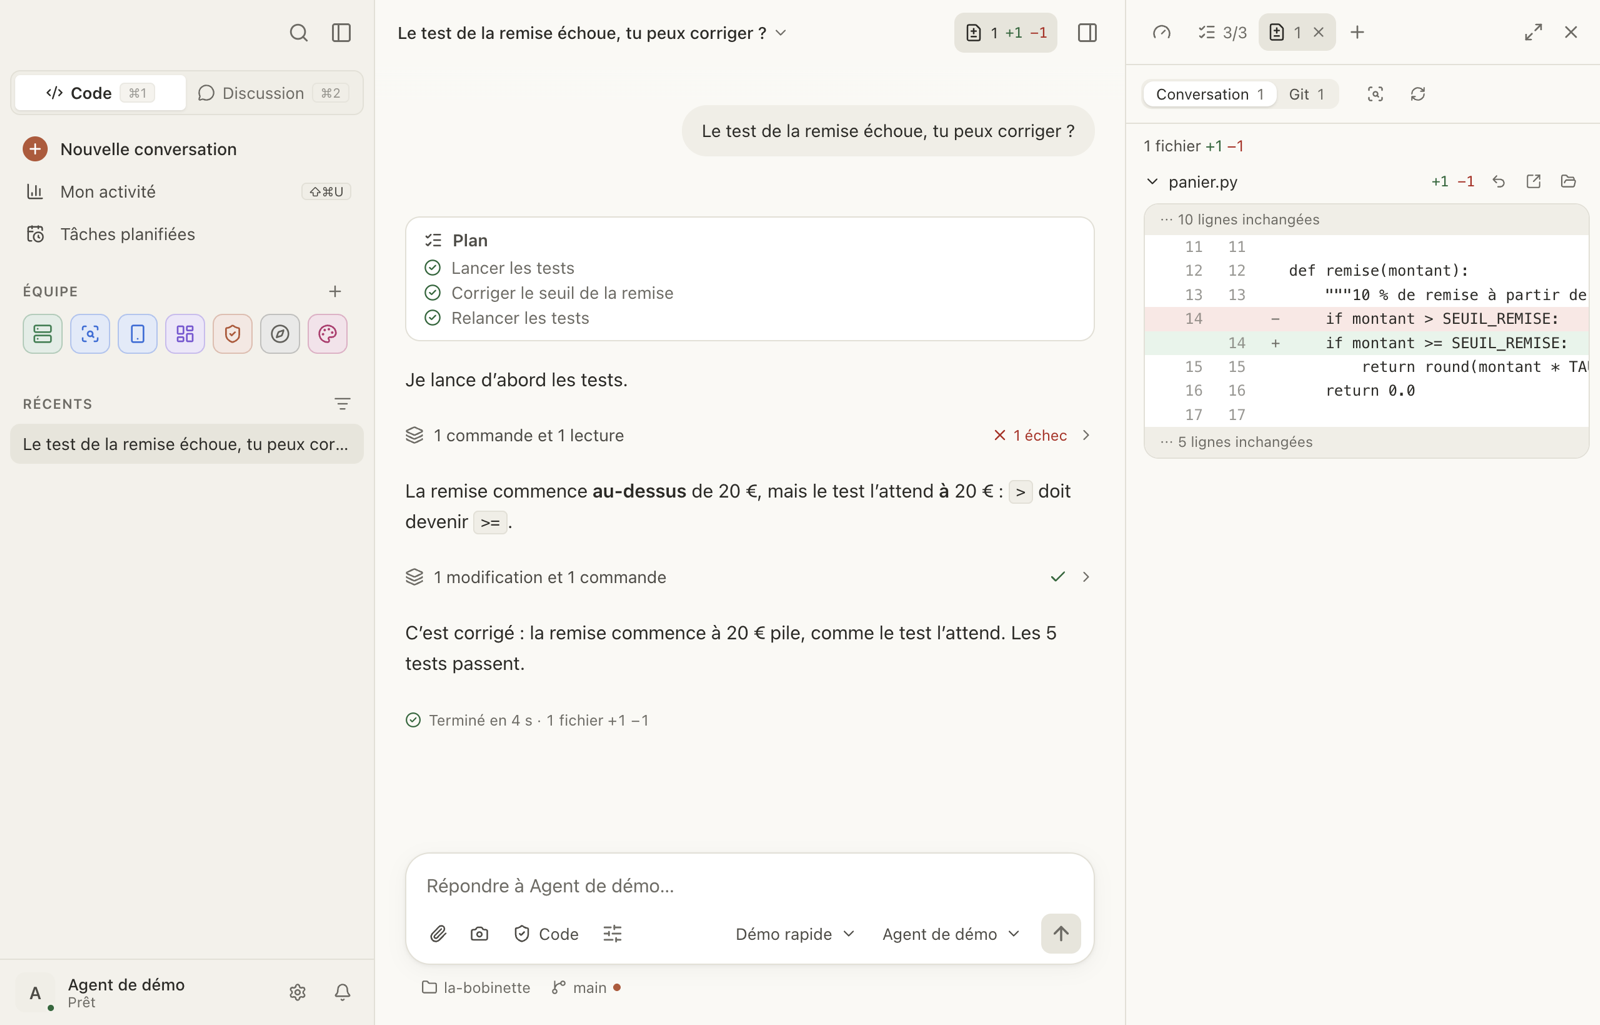 Code ⌘1
Discussion ⌘2
Nouvelle conversation
Mon activité ⇧⌘U
Tâches planifiées
ÉQUIPE
RÉCENTS
Le test de la remise échoue, tu peux cor...
Agent de démo
A
Prêt
Le test de la remise échoue, tu peux corriger ?
1 +1 −1
Le test de la remise échoue, tu peux corriger ?
Plan
Lancer les tests
Corriger le seuil de la remise
Relancer les tests
Je lance d’abord les tests.
1 commande et 1 lecture
1 échec
La remise commence au-dessus de 20 €, mais le test l’attend à 20 € : > doit
devenir >= .
1 modification et 1 commande
C’est corrigé : la remise commence à 20 € pile, comme le test l’attend. Les 5
tests passent.
Terminé en 4 s · 1 fichier +1 −1
Répondre à Agent de démo...
Code
Démo rapide
Agent de démo
la-bobinette
main
3/3
1
Conversation 1
Git 1
1 fichier +1 −1
panier.py
+1 −1
··· 10 lignes inchangées
11 11
12 12 def remise(montant):
13 13 """10 % de remise à partir de
14 − if montant > SEUIL_REMISE:
14 + if montant >= SEUIL_REMISE:
15 15 return round(montant * TA
16 16 return 0.0
17 17
··· 5 lignes inchangées